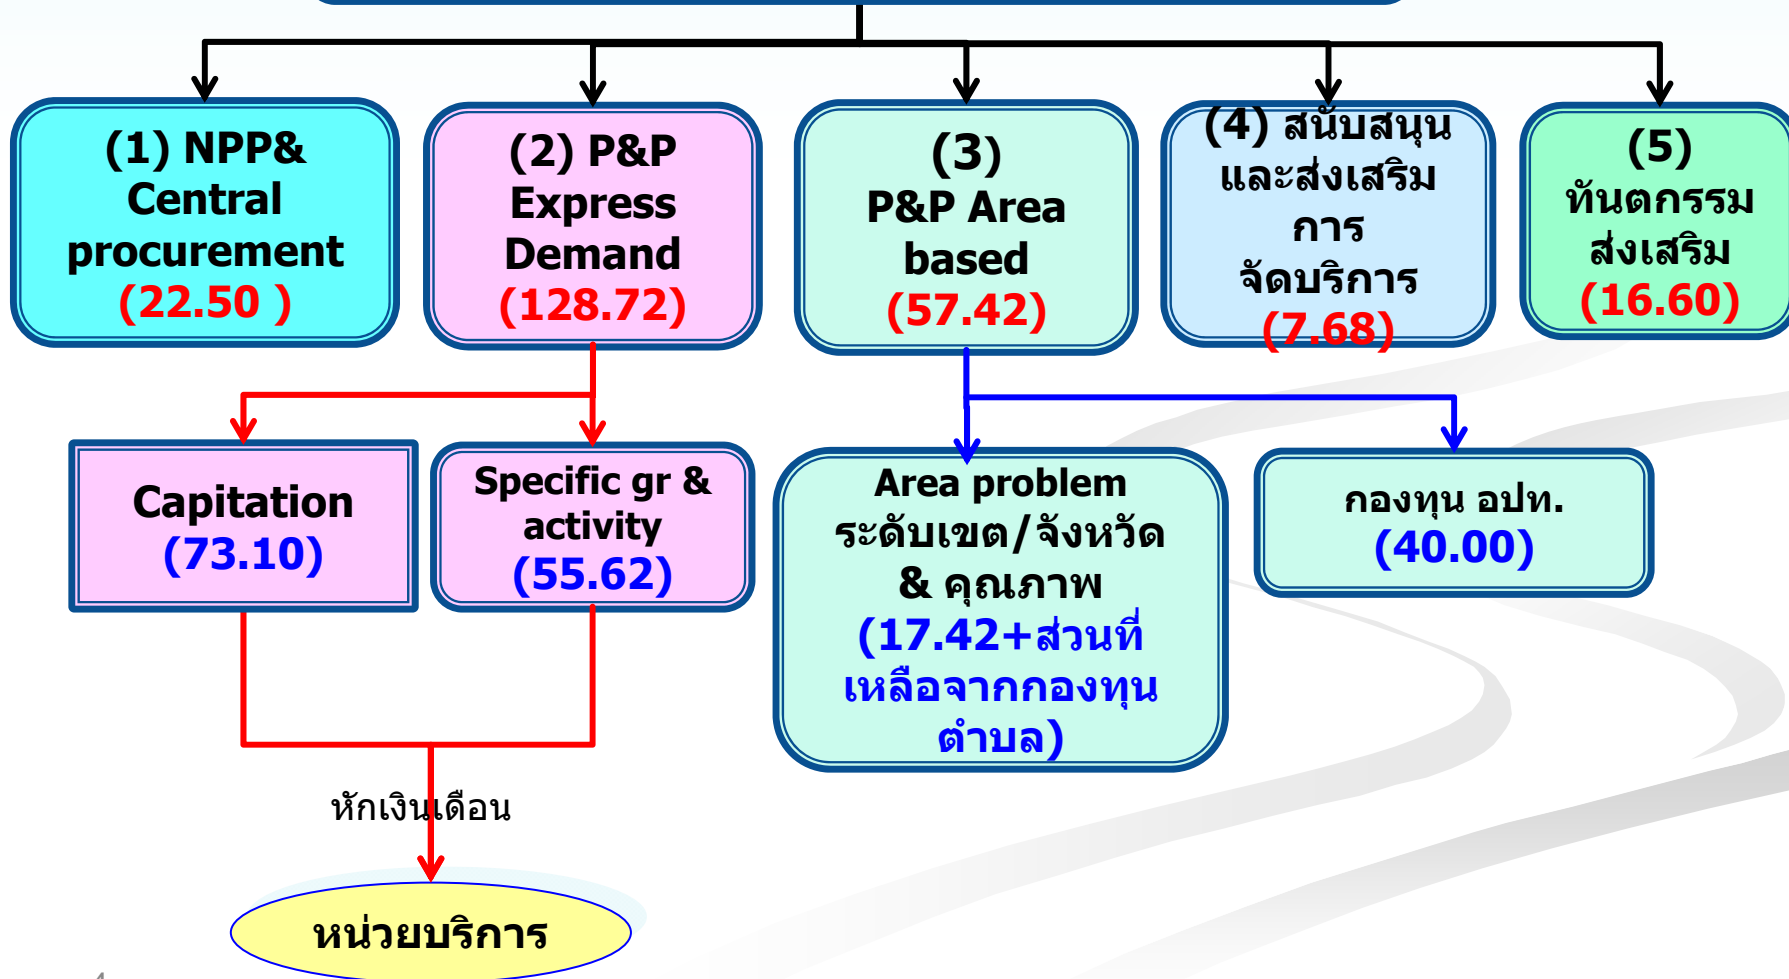 (1) NPP&
Central
procurement
(22.50 )
(2) P&P
Express
Demand
(128.72)
(3)
P&P Area
based
(57.42)
(4) สนับสนุน
และส่งเสริม
การ
จัดบริการ
(7.68)
(5)
ทันตกรรม
ส่งเสริม
(16.60)
Capitation
(73.10)
Specific gr &
activity
(55.62)
Area problem
ระดับเขต/จังหวัด
& คุณภาพ
(17.42+ส่วนที่
เหลือจากกองทุน
ตำบล)
กองทุน อปท.
(40.00)
หักเงินเดือน
หน่วยบริการ